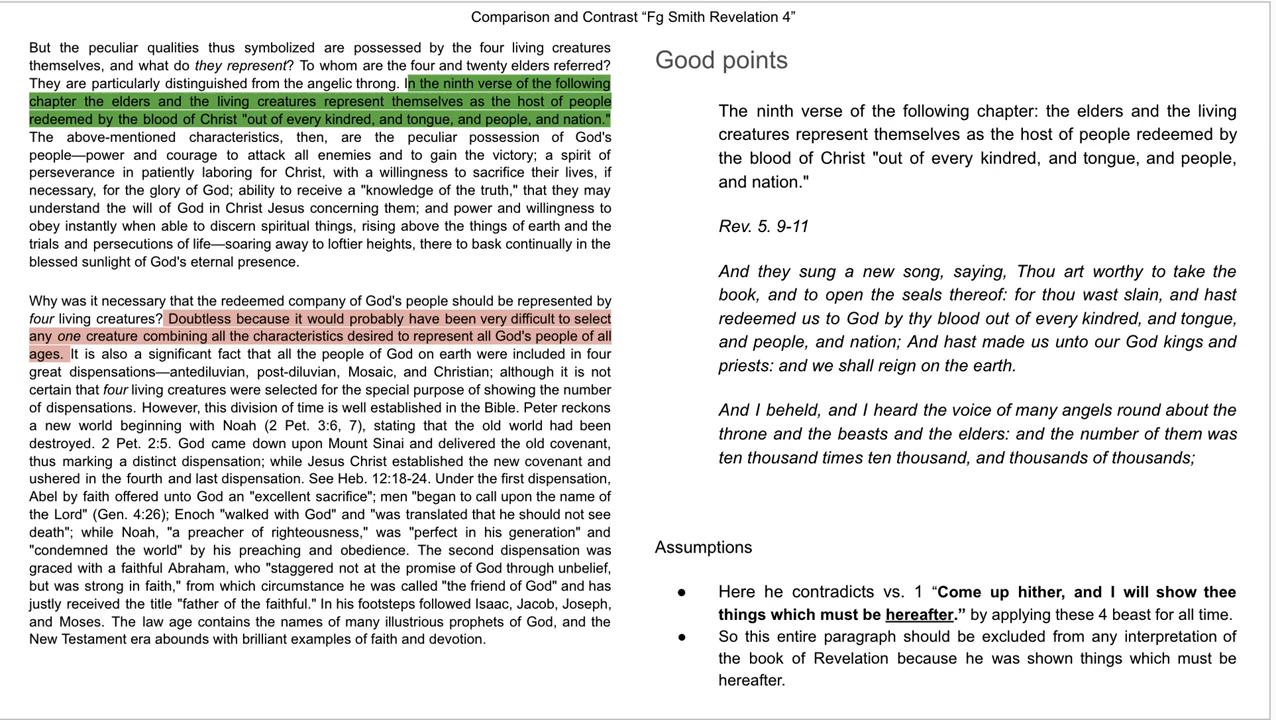 Comparison and Contrast “Fg Smith Revelation 4”
But the peculiar qualities thus symbolized are possessed by the four living creatures
themselves, and what do they represent? To whom are the four and twenty elders referred?
They are particularly distinguished from the angelic throng. In the ninth verse of the following
chapter the elders and the living creatures represent themselves as the host of people
redeemed by the blood of Christ "out of every kindred, and tongue, and people, and nation."
The above-mentioned characteristics, then, are the peculiar possession of God's
people—power and courage to attack all enemies and to gain the victory; a spirit of
perseverance in patiently laboring for Christ, with a willingness to sacrifice their lives, if
necessary, for the glory of God; ability to receive a "knowledge of the truth," that they may
understand the will of God in Christ Jesus concerning them; and power and willingness to
obey instantly when able to discern spiritual things, rising above the things of earth and the
trials and persecutions of life—soaring away to loftier heights, there to bask continually in the
blessed sunlight of God's eternal presence.
Why was it necessary that the redeemed company of God's people should be represented by
four living creatures? Doubtless because it would probably have been very difficult to select
any one creature combining all the characteristics desired to represent all God's people of all
ages. It is also a significant fact that all the people of God on earth were included in four
great dispensations—antediluvian, post-diluvian, Mosaic, and Christian; although it is not
certain that four living creatures were selected for the special purpose of showing the number
of dispensations. However, this division of time is well established in the Bible. Peter reckons
a new world beginning with Noah (2 Pet. 3:6, 7), stating that the old world had been
destroyed. 2 Pet. 2:5. God came down upon Mount Sinai and delivered the old covenant,
thus marking a distinct dispensation; while Jesus Christ established the new covenant and
ushered in the fourth and last dispensation. See Heb. 12:18-24. Under the first dispensation,
Abel by faith offered unto God an "excellent sacrifice"; men "began to call upon the name of
the Lord" (Gen. 4:26); Enoch "walked with God" and "was translated that he should not see
death"; while Noah, "a preacher of righteousness," was "perfect in his generation" and
"condemned the world" by his preaching and obedience. The second dispensation was
graced with a faithful Abraham, who "staggered not at the promise of God through unbelief,
but was strong in faith," from which circumstance he was called "the friend of God" and has
justly received the title "father of the faithful." In his footsteps followed Isaac, Jacob, Joseph,
and Moses. The law age contains the names of many illustrious prophets of God, and the
New Testament era abounds with brilliant examples of faith and devotion.
Good points
The ninth verse of the following chapter: the elders and the living
creatures represent themselves as the host of people redeemed by
the blood of Christ "out of every kindred, and tongue, and people,
and nation."
Rev. 5. 9-11
And they sung a new song, saying, Thou art worthy to take the
book, and to open the seals thereof: for thou wast slain, and hast
redeemed us to God by thy blood out of every kindred, and tongue,
and people, and nation; And hast made us unto our God kings and
priests: and we shall reign on the earth.
And I beheld, and I heard the voice of many angels round about the
throne and the beasts and the elders: and the number of them was
ten thousand times ten thousand, and thousands of thousands;
Assumptions
● Here he contradicts vs. 1 “Come up hither, and I will show thee
things which must be hereafter.” by applying these 4 beast for all time.
● So this entire paragraph should be excluded from any interpretation of
the book of Revelation because he was shown things which must be
hereafter.